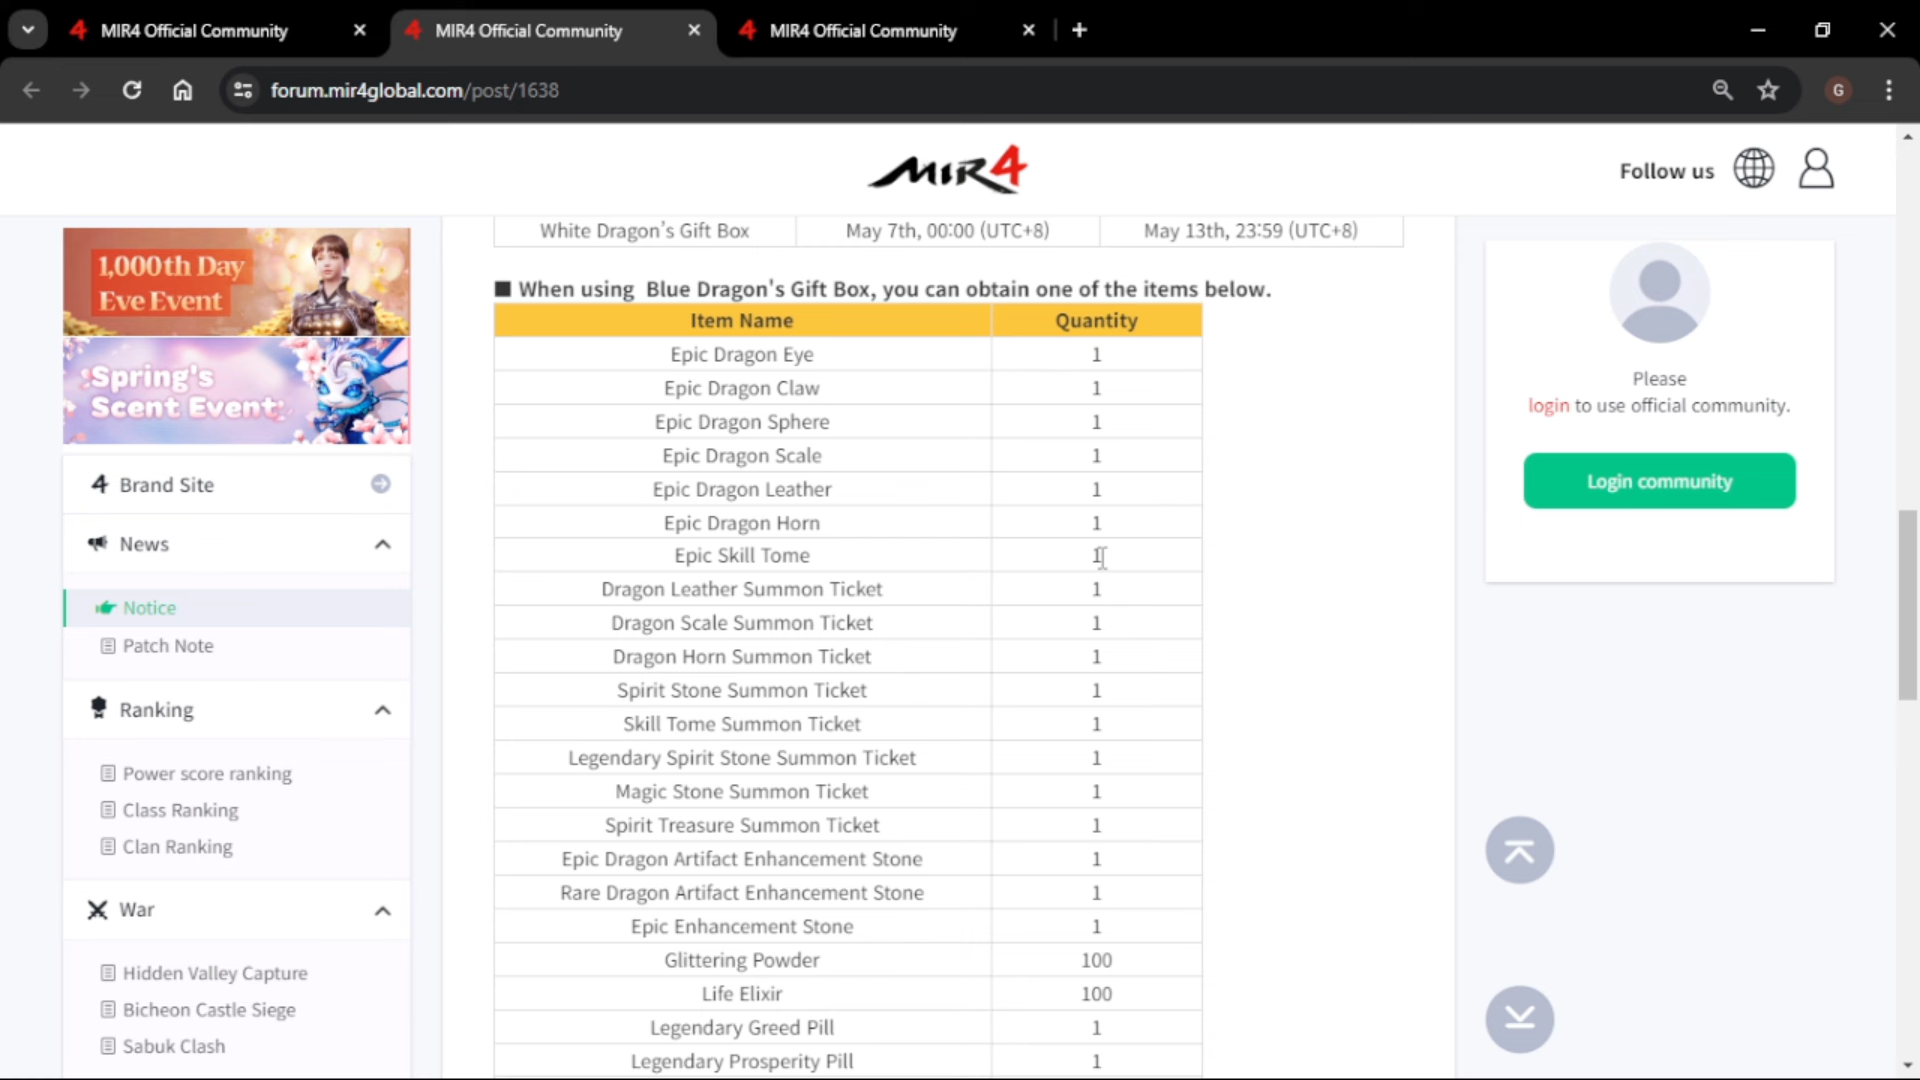 MIR4 Official Community
MIR4 Official Community
MIR4 Official Community
forum.mir4global.com/post/1638
G
MIR4
Follow us
1,000th Day
Eve Event
Spring's
Scent Event
Brand Site
News
Notice
Patch Note
Ranking
Power score ranking
Class Ranking
Clan Ranking
War
Hidden Valley Capture
Bicheon Castle Siege
Sabuk Clash
White Dragon's Gift Box May 7th, 00:00 (UTC+8) May 13th, 23:59 (UTC+8)
■ When using Blue Dragon's Gift Box, you can obtain one of the items below.
Item Name Quantity
Epic Dragon Eye 1
Epic Dragon Claw 1
Epic Dragon Sphere 1
Epic Dragon Scale 1
Epic Dragon Leather 1
Epic Dragon Horn 1
Epic Skill Tome 1
Dragon Leather Summon Ticket 1
Dragon Scale Summon Ticket 1
Dragon Horn Summon Ticket 1
Spirit Stone Summon Ticket 1
Skill Tome Summon Ticket 1
Legendary Spirit Stone Summon Ticket 1
Magic Stone Summon Ticket 1
Spirit Treasure Summon Ticket 1
Epic Dragon Artifact Enhancement Stone 1
Rare Dragon Artifact Enhancement Stone 1
Epic Enhancement Stone 1
Glittering Powder 100
Life Elixir 100
Legendary Greed Pill 1
Legendary Prosperity Pill 1
Please
login to use official community.
Login community